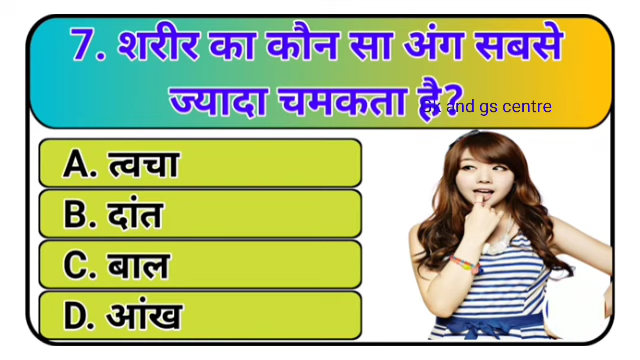 7. शरीर का कौन सा अंग सबसे
ज्यादा चमकता है?
Gk and gs centre
A. त्वचा
B. दांत
C. बाल
D. आंख